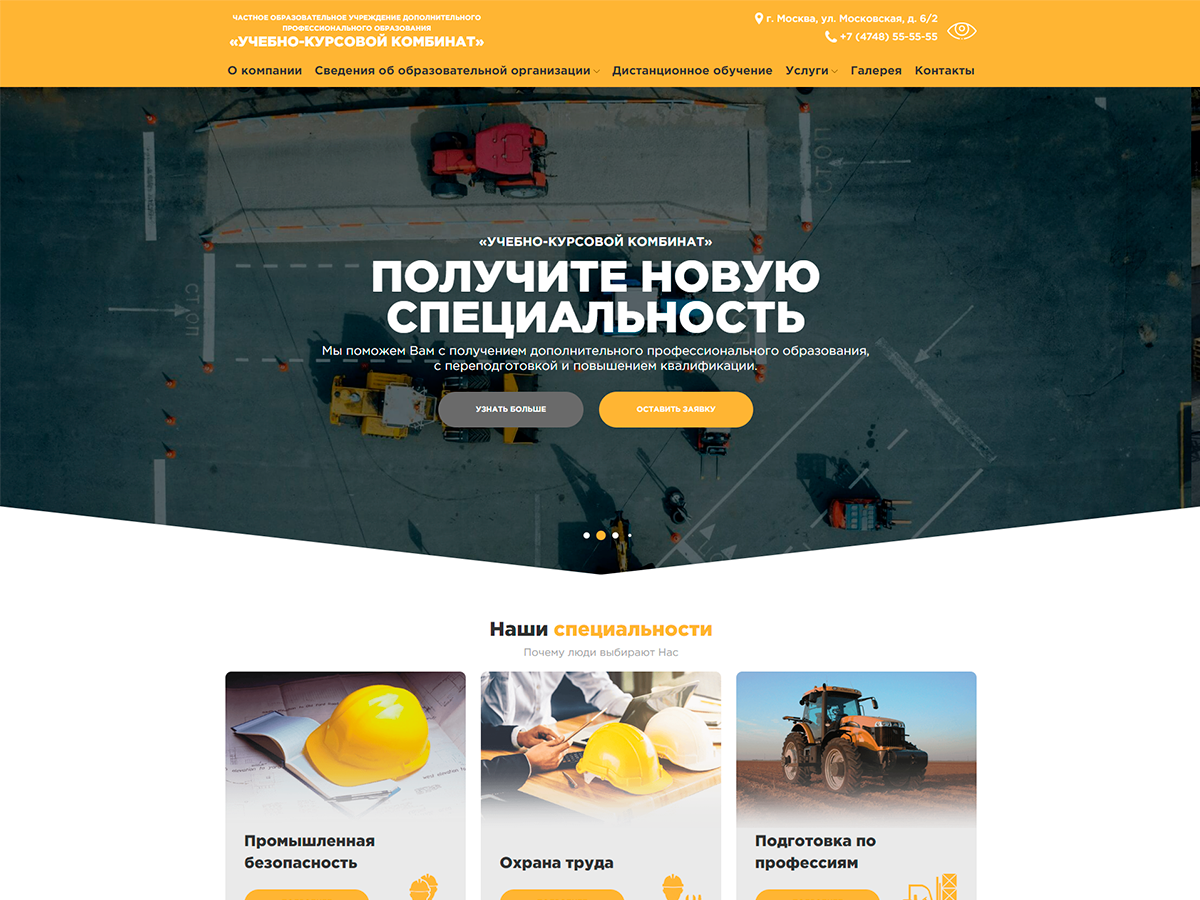 ЧАСТНОЕ ОБРАЗОВАТЕЛЬНОЕ УЧРЕЖДЕНИЕ ДОПОЛНИТЕЛЬНОГО
ПРОФЕССИОНАЛЬНОГО ОБРАЗОВАНИЯ
«УЧЕБНО-КУРСОВОЙ КОМБИНАТ»
г. Москва, ул. Московская, д. 6/2
+7 (4748) 55-55-55
О компании Сведения об образовательной организации Дистанционное обучение Услуги Галерея Контакты
СТОП
СТОП
«УЧЕБНО-КУРСОВОЙ КОМБИНАТ»
ПОЛУЧИТЕ НОВУЮ
СПЕЦИАЛЬНОСТЬ
Мы поможем Вам с получением дополнительного профессионального образования,
с переподготовкой и повышением квалификации.
УЗНАТЬ БОЛЬШЕ ОСТАВИТЬ ЗАЯВКУ
Наши специальности
Почему люди выбирают Нас
Промышленная
безопасность
Охрана труда
Подготовка по
профессиям